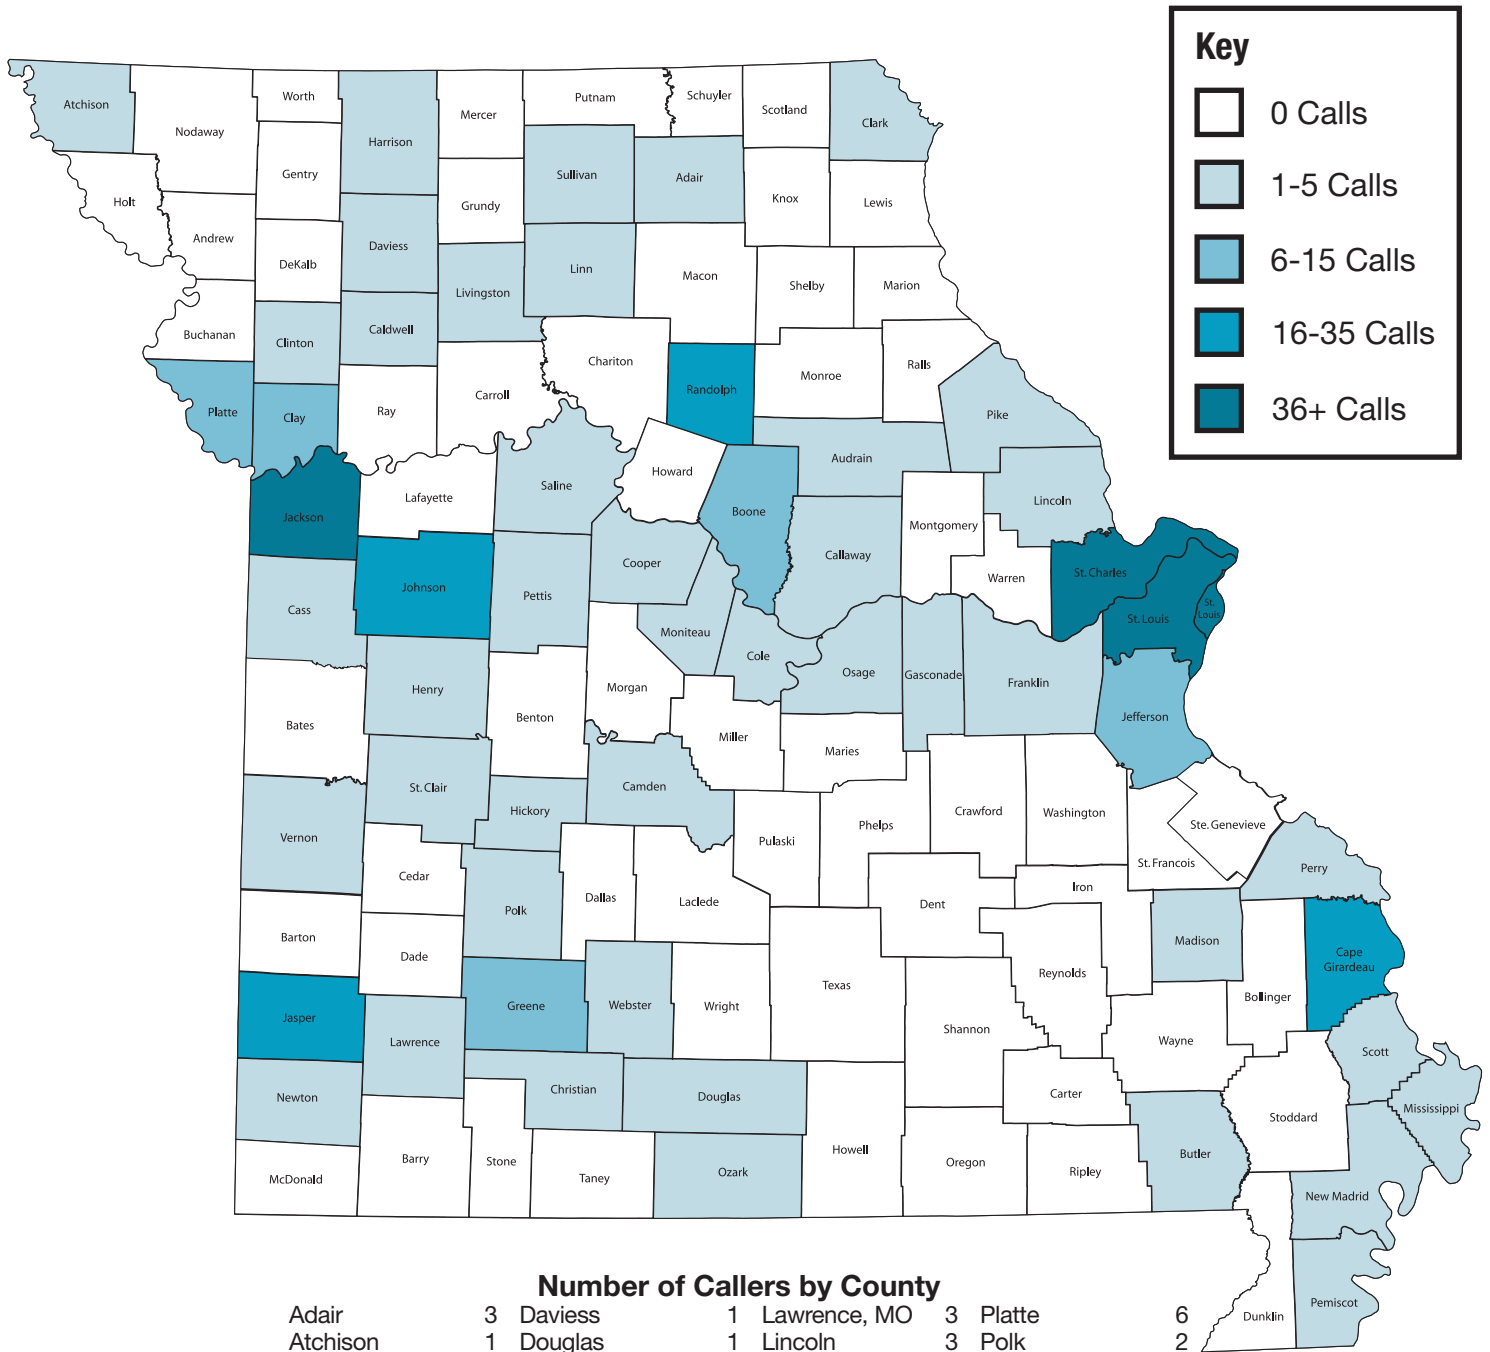 Key
0 Calls
1-5 Calls
6-15 Calls
16-35 Calls
36+ Calls
Atchison
Nodaway
Worth
Harrison
Mercer
Putnam
Schuyler
Scotland
Clark
Holt
Gentry
Sullivan
Adair
Knox
Lewis
Andrew
DeKalb
Daviess
Grundy
Livingston
Linn
Macon
Shelby
Marion
Buchanan
Clinton
Caldwell
Chariton
Randolph
Monroe
Ralls
Platte
Clay
Ray
Carroll
Pike
Jackson
Lafayette
Saline
Howard
Boone
Audrain
Lincoln
Montgomery
Callaway
Warren
St. Charles
St. Louis
St.
Louis
Cass
Johnson
Pettis
Cooper
Moniteau
Cole
Osage
Gasconade
Franklin
Jefferson
Bates
Henry
Benton
Morgan
Miller
Maries
Vernon
St. Clair
Hickory
Camden
Pulaski
Phelps
Crawford
Washington
Ste. Genevieve
St. Francois
Perry
Cedar
Polk
Dallas
Laclede
Dent
Iron
Madison
Cape
Girardeau
Barton
Dade
Jasper
Greene
Webster
Wright
Texas
Shannon
Reynolds
Bollinger
Wayne
Scott
Lawrence
Newton
Christian
Douglas
Carter
Stoddard
Mississippi
McDonald
Barry
Stone
Taney
Ozark
Howell
Oregon
Ripley
Butler
New Madrid
Dunklin
Pemiscot
Number of Callers by County
Adair 3 Daviess 1 Lawrence, MO 3 Platte 6
Atchison 1 Douglas 1 Lincoln 3 Polk 2